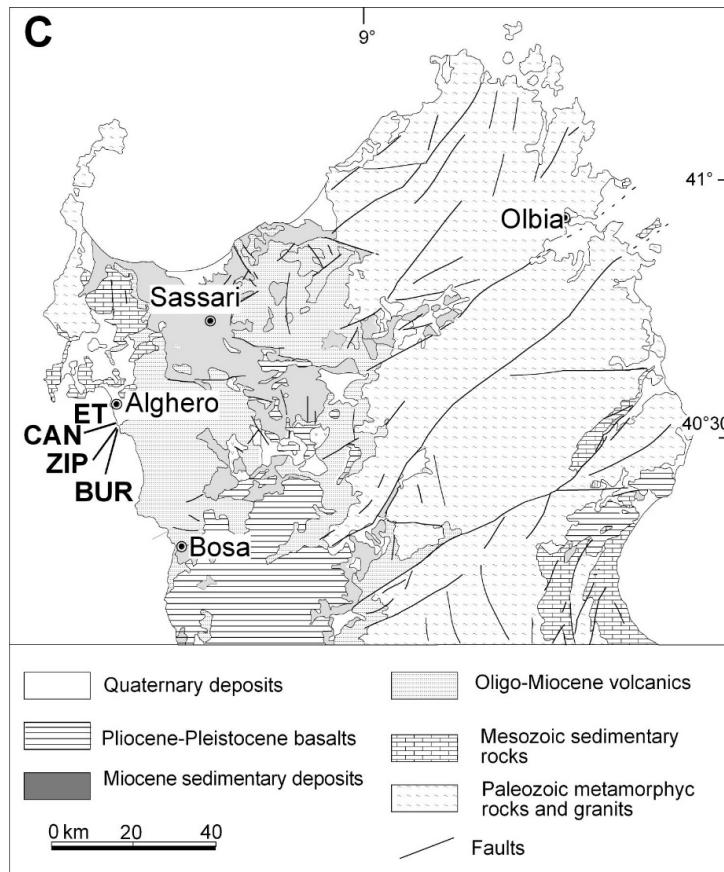 C
9°
41°
Olbia
Sassari
Alghero
ET
CAN
ZIP
BUR
40°30
Bosa
Quaternary deposits
Oligo-Miocene volcanics
Pliocene-Pleistocene basalts
Mesozoic sedimentary
rocks
Miocene sedimentary deposits
Paleozoic metamorphyc
rocks and granits
0 km 20 40
Faults